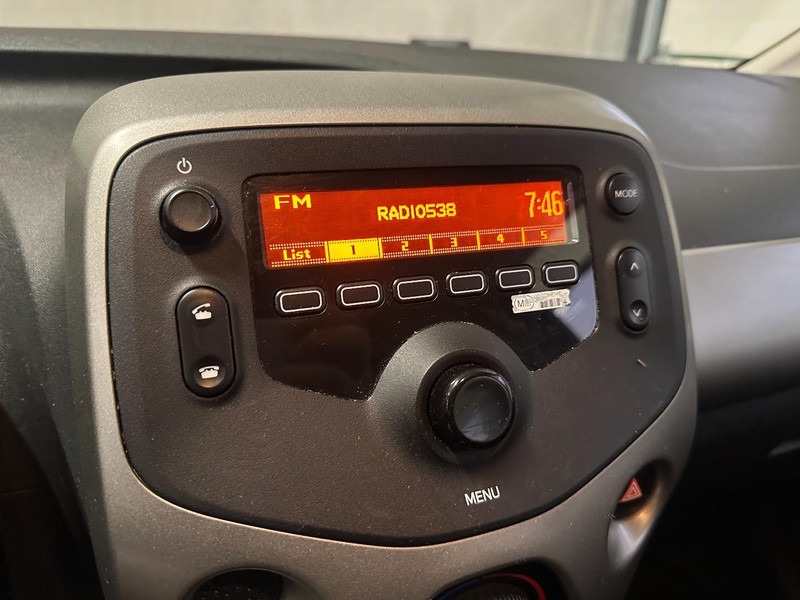 FM
RADIO538
7:46
List 1 2 3 4 5
MODE
MENU